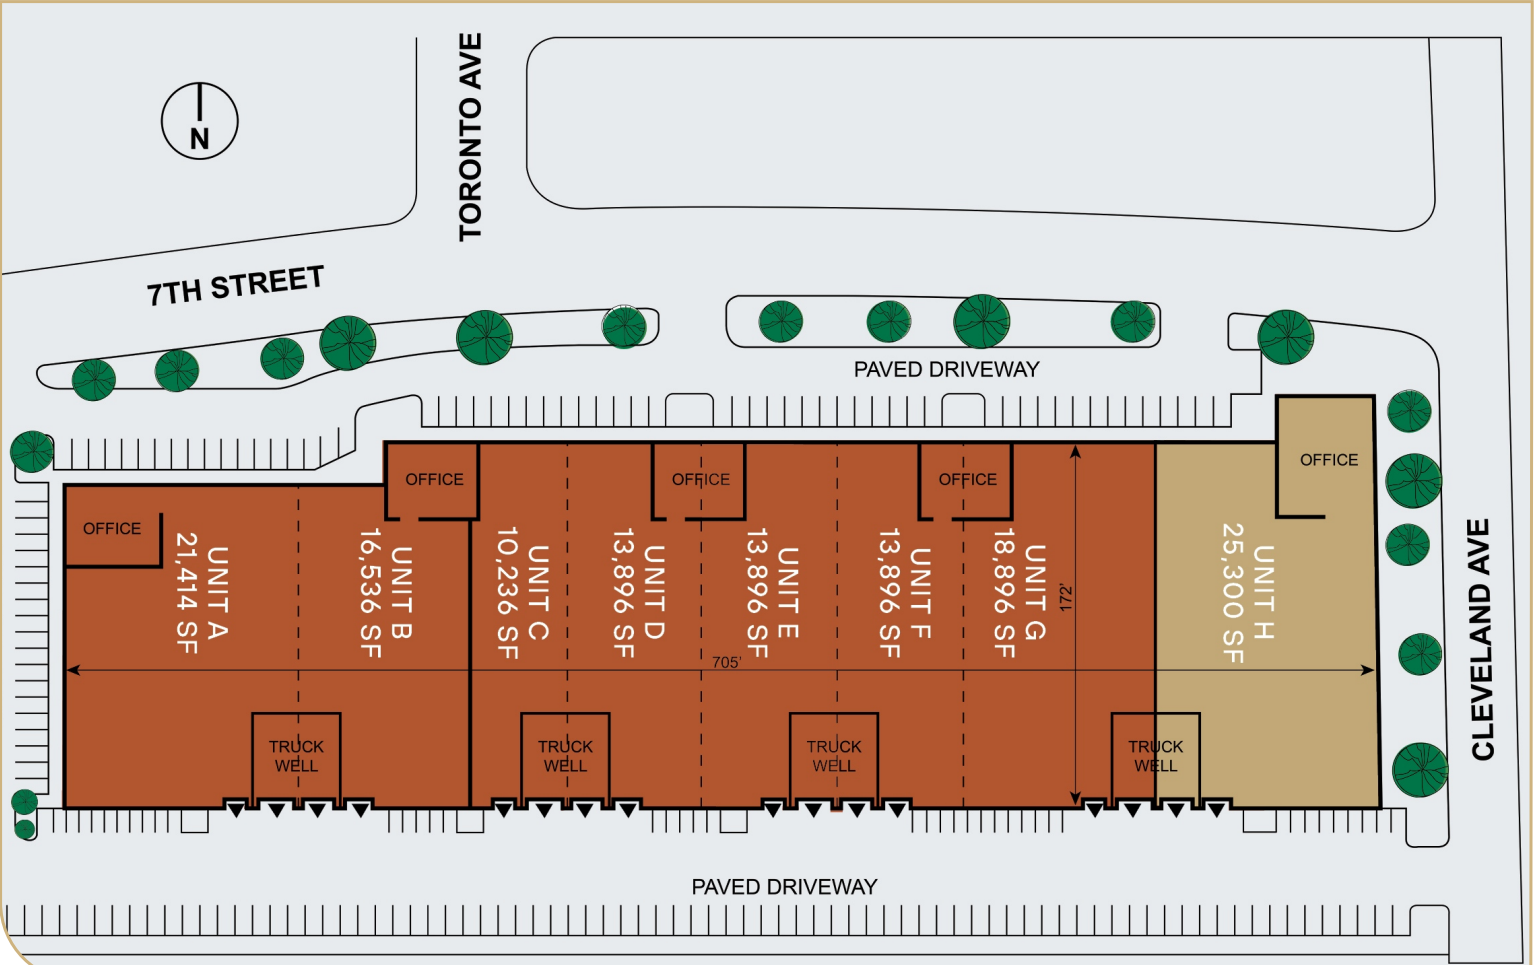 TORONTO AVE
N
7TH STREET
PAVED DRIVEWAY
OFFICE
OFFICE
OFFICE
OFFICE
OFFICE
UNIT A
21,414 SF
UNIT B
16,536 SF
UNIT C
10,236 SF
UNIT D
13,896 SF
UNIT E
13,896 SF
UNIT F
13,896 SF
UNIT G
18,896 SF
172'
UNIT H
25,300 SF
CLEVELAND AVE
705'
TRUCK
WELL
TRUCK
WELL
TRUCK
WELL
TRUCK
WELL
PAVED DRIVEWAY